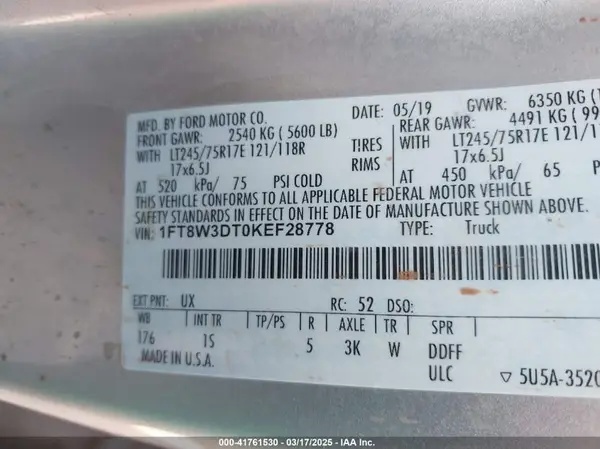 MFD. BY FORD MOTOR CO.
DATE: 05/19 GVWR: 6350 KG (
FRONT GAWR: 2540 KG ( 5600 LB)
REAR GAWR: 4491 KG ( 99
WITH LT245/75R17E 121/118R TIRES WITH LT245/75R17E 121/11
17x6.5J RIMS 17x6.5J
AT 520 kPa/ 75 PSI COLD AT 450 kPa/ 65
THIS VEHICLE CONFORMS TO ALL APPLICABLE FEDERAL MOTOR VEHICLE
SAFETY STANDARDS IN EFFECT ON THE DATE OF MANUFACTURE SHOWN ABOVE.
VIN: 1FT8W3DT0KEF28778 TYPE: Truck
EXT PNT: UX RC: 52 DSO:
WB INT TR TP/PS R AXLE TR SPR
176 1S 5 3K W DDFF
MADE IN U.S.A. ULC ▽ 5U5A-3520
000-41761530 - 03/17/2025 - IAA Inc.